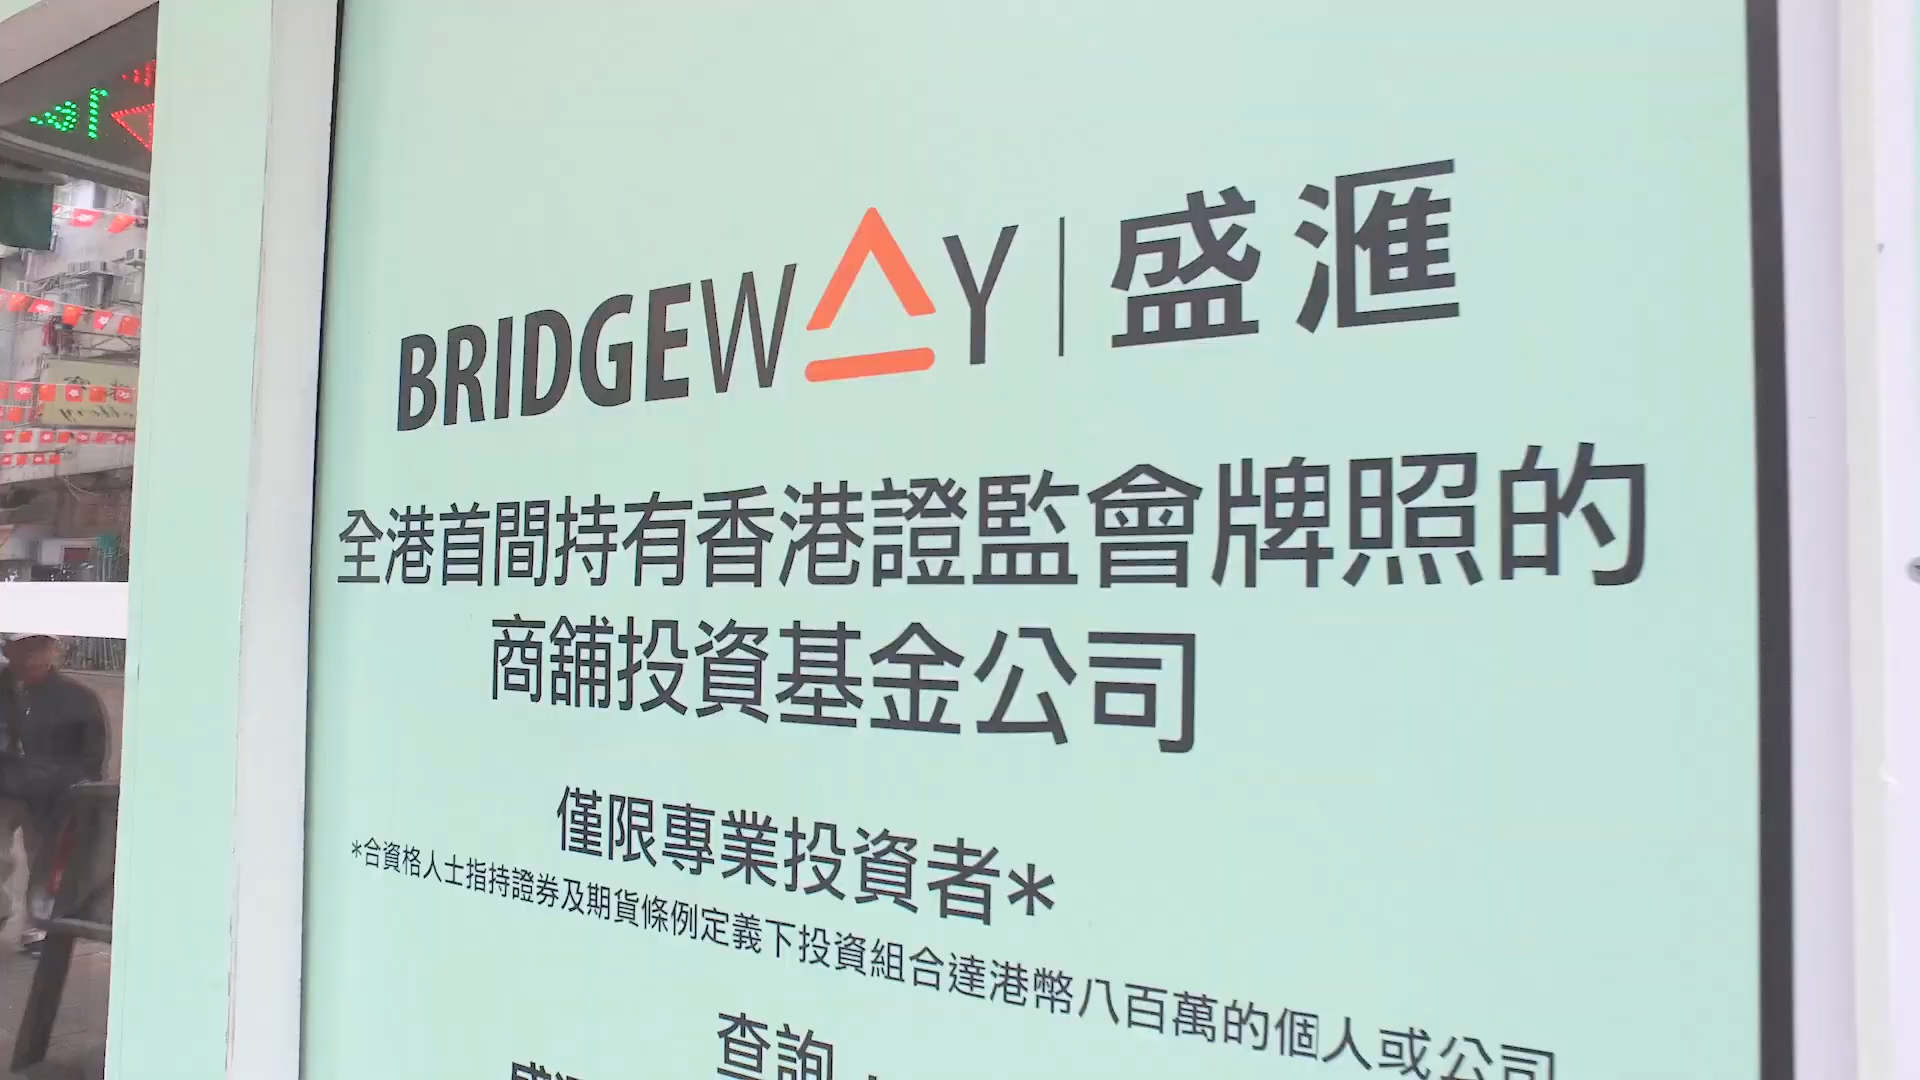 BRIDGEWAY | 盛滙
全港首間持有香港證監會牌照的
商舖投資基金公司
僅限專業投資者*
*合資格人士指持證券及期貨條例定義下投資組合達港幣八百萬的個人或公司
查詢